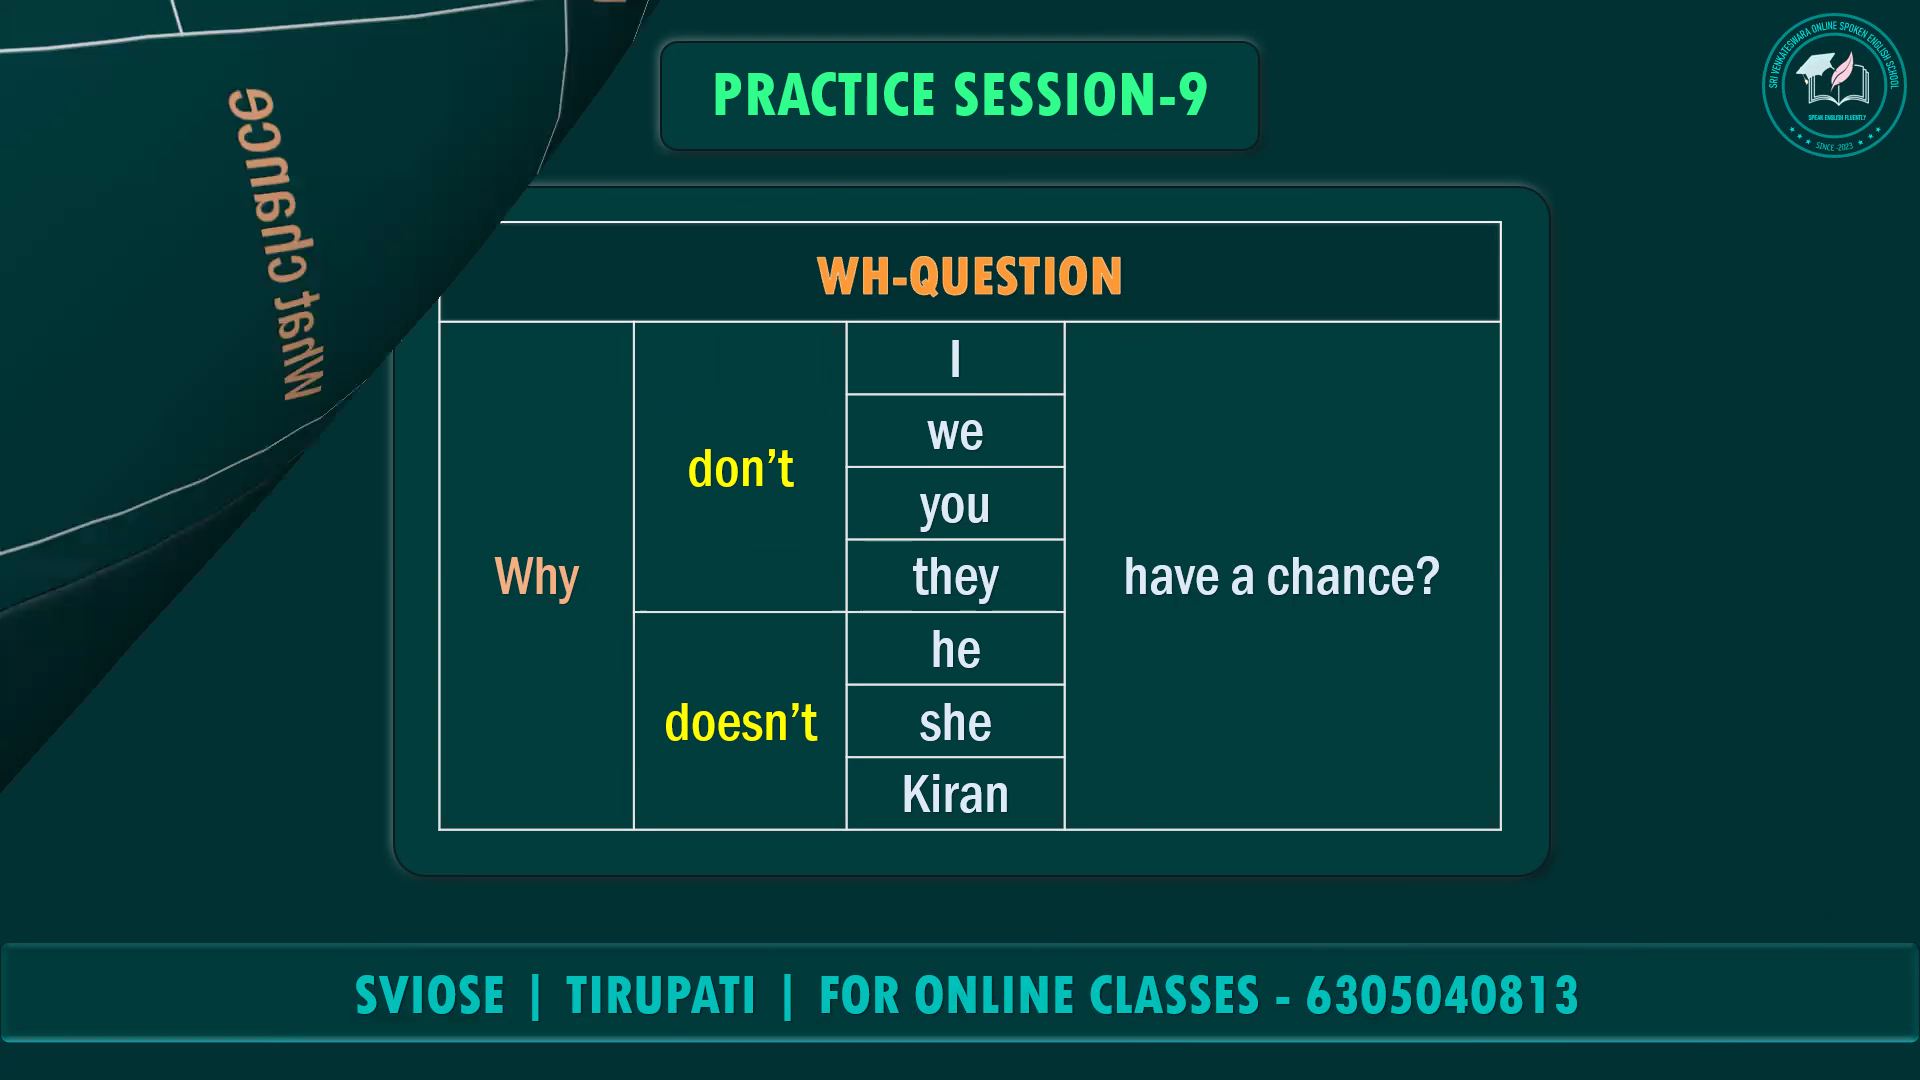 PRACTICE SESSION-9
SRI VENKATESWARA ONLINE SPOKEN ENGLISH SCHOOL
SPEAK ENGLISH FLUENTLY
SINCE -2023
What chance
WH-QUESTION
Why
don’t
I
we
you
they
doesn’t
he
she
Kiran
have a chance?
SVIOSE | TIRUPATI | FOR ONLINE CLASSES - 6305040813